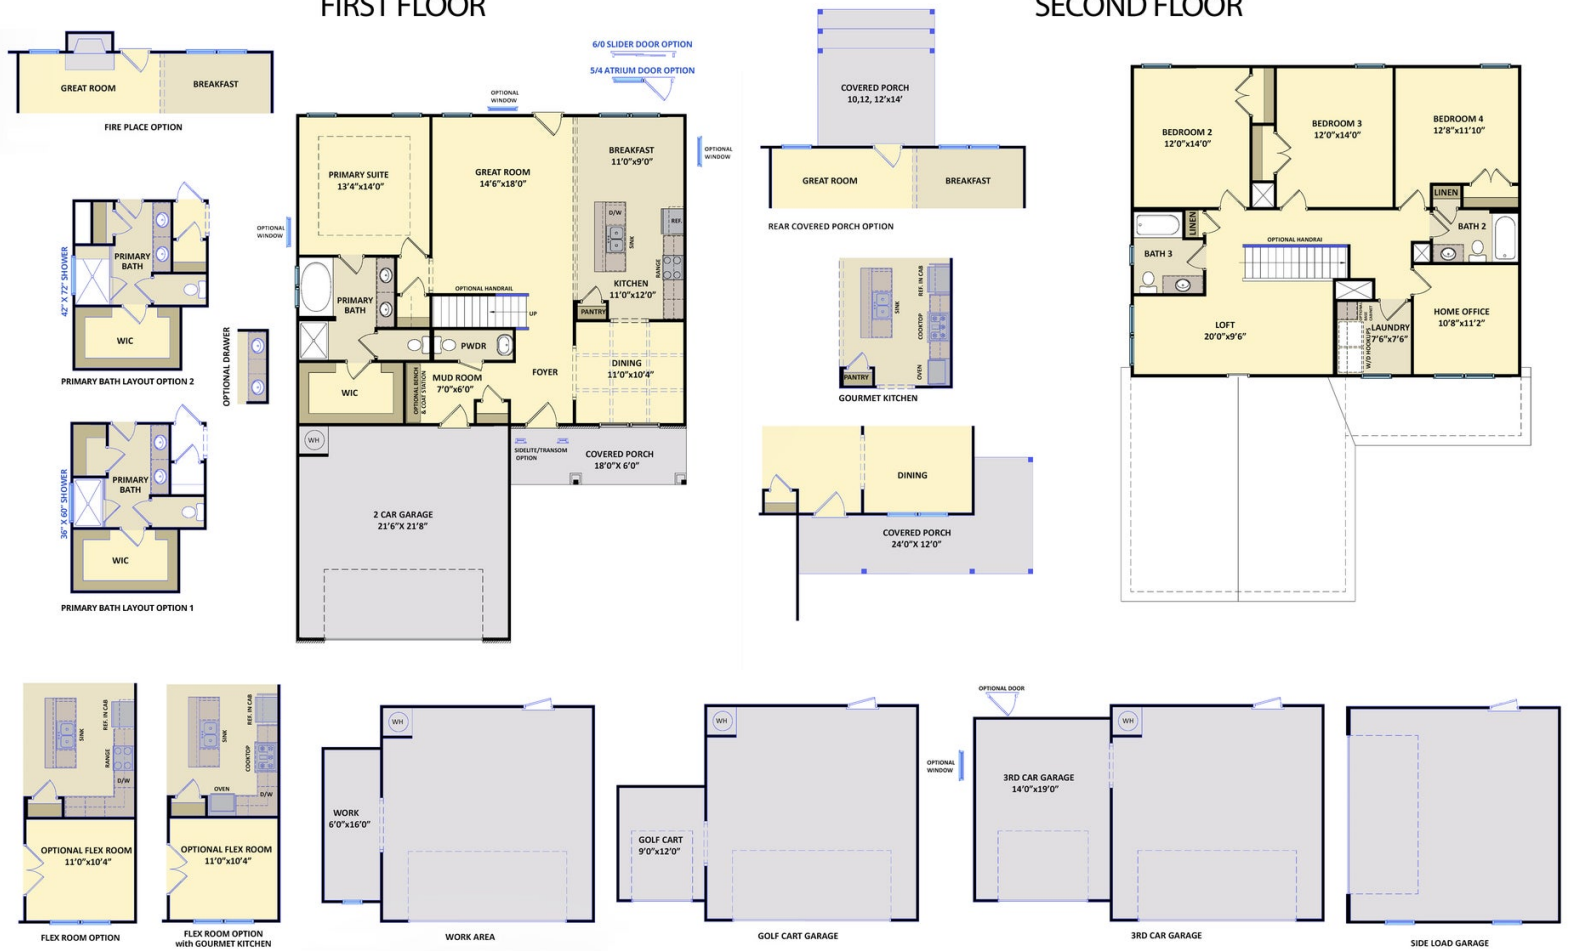 FIRST FLOOR
SECOND FLOOR
GREAT ROOM
BREAKFAST
FIRE PLACE OPTION
6/0 SLIDER DOOR OPTION
5/4 ATRIUM DOOR OPTION
OPTIONAL
WINDOW
OPTIONAL
WINDOW
OPTIONAL
WINDOW
PRIMARY SUITE
13'4"x14'0"
GREAT ROOM
14'6"x18'0"
BREAKFAST
11'0"x9'0"
D/W
SINK
REF.
RANGE
KITCHEN
11'0"x12'0"
PANTRY
OPTIONAL HANDRAIL
UP
PRIMARY
BATH
PWDR
WIC
OPTIONAL BENCH
& COAT STATION
MUD ROOM
7'0"x6'0"
FOYER
DINING
11'0"x10'4"
WH
SIDELITE/TRANSOM
OPTION
COVERED PORCH
18'0"X 6'0"
2 CAR GARAGE
21'6"X 21'8"
42" X 72" SHOWER
PRIMARY
BATH
WIC
PRIMARY BATH LAYOUT OPTION 2
OPTIONAL DRAWER
36" X 60" SHOWER
PRIMARY
BATH
WIC
PRIMARY BATH LAYOUT OPTION 1
COVERED PORCH
10,12, 12'x14'
GREAT ROOM
BREAKFAST
REAR COVERED PORCH OPTION
REF. IN CAB
SINK
COOKTOP
OVEN
PANTRY
GOURMET KITCHEN
DINING
COVERED PORCH
24'0"X 12'0"
BEDROOM 2
12'0"x14'0"
BEDROOM 3
12'0"x14'0"
BEDROOM 4
12'8"x11'10"
LINEN
LINEN
BATH 2
BATH 3
OPTIONAL HANDRAI
LOFT
20'0"x9'6"
W/D HOOKUPS
LAUNDRY
7'6"x7'6"
HOME OFFICE
10'8"x11'2"
REF. IN CAB
SINK
RANGE
D/W
OPTIONAL FLEX ROOM
11'0"x10'4"
FLEX ROOM OPTION
REF. IN CAB
SINK
COOKTOP
OVEN
D/W
OPTIONAL FLEX ROOM
11'0"x10'4"
FLEX ROOM OPTION
with GOURMET KITCHEN
WH
WORK
6'0"x16'0"
WORK AREA
WH
GOLF CART
9'0"x12'0"
GOLF CART GARAGE
OPTIONAL DOOR
OPTIONAL
WINDOW
WH
3RD CAR GARAGE
14'0"x19'0"
3RD CAR GARAGE
SIDE LOAD GARAGE